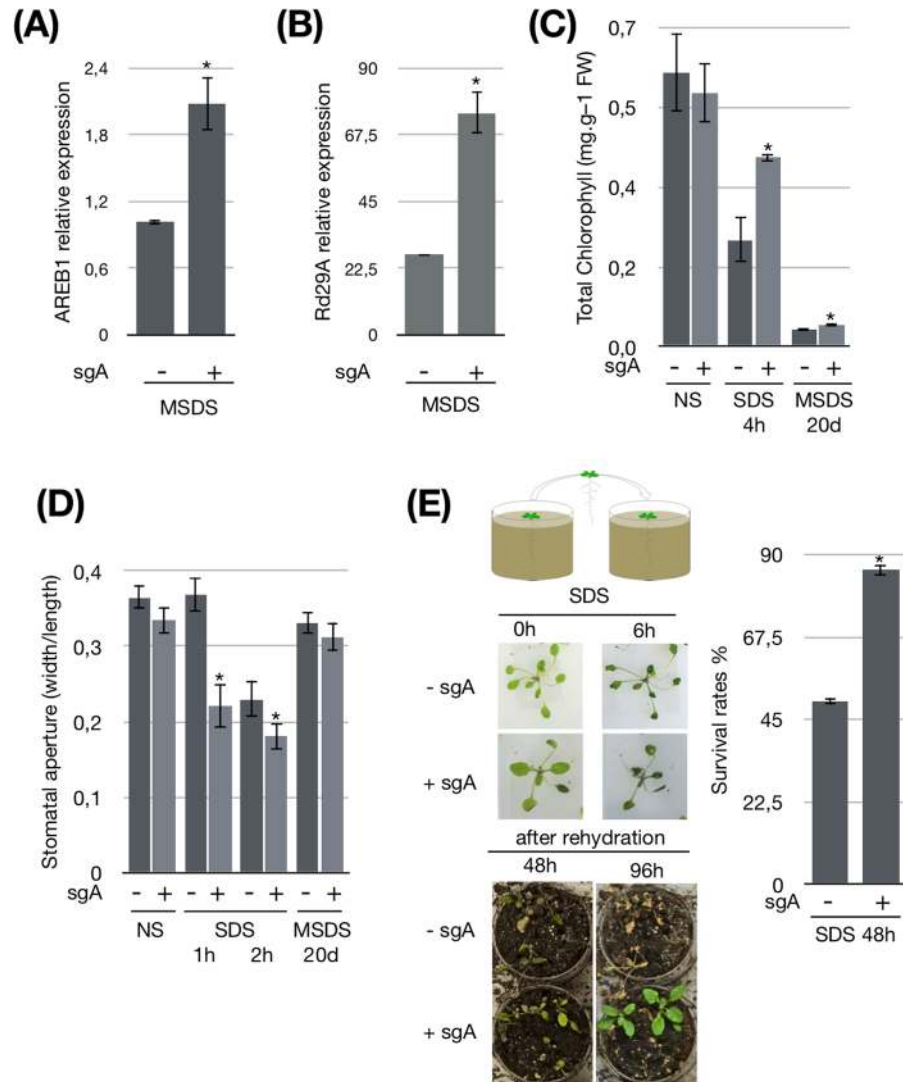 (A)
AREB1 relative expression
2,4
1,8
1,2
0,6
0
*
sgA - +
MSDS
(B)
Rd29A relative expression
90
67,5
45
22,5
0
*
sgA - +
MSDS
(C)
Total Chlorophyll (mg.g–1 FW)
0,7
0,5
0,4
0,2
0,0
*
*
sgA - + - + - +
NS SDS MSDS
4h 20d
(D)
Stomatal aperture (width/length)
0,4
0,3
0,2
0,1
0
*
*
sgA - + - + - + - +
NS SDS MSDS
1h 2h 20d
(E)
SDS
0h 6h
- sgA
+ sgA
after rehydration
48h 96h
- sgA
+ sgA
Survival rates %
90
67,5
45
22,5
0
*
sgA - +
SDS 48h